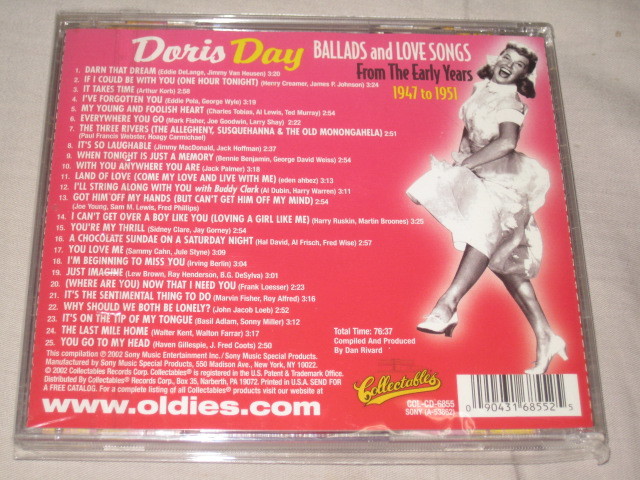 Doris Day BALLADS and LOVE SONGS
From The Early Years
1947 to 1951
1. DARN THAT DREAM (Eddie DeLange, Jimmy Van Heusen) 3:20
2. IF I COULD BE WITH YOU (ONE HOUR TONIGHT) (Henry Creamer, James P. Johnson) 3:24
3. IT TAKES TIME (Arthur Korb) 2:58
4. I'VE FORGOTTEN YOU (Eddie Pola, George Wyle) 3:19
5. MY YOUNG AND FOOLISH HEART (Charles Tobias, Al Lewis, Ted Murray) 2:54
6. EVERYWHERE YOU GO (Mark Fisher, Joe Goodwin, Larry Shay) 2:22
7. THE THREE RIVERS (THE ALLEGHENY, SUSQUEHANNA & THE OLD MONONGAHELA) 2:51
(Paul Francis Webster, Hoagy Carmichael)
8. IT'S SO LAUGHABLE (Jimmy MacDonald, Jack Hoffman) 2:37
9. WHEN TONIGHT IS JUST A MEMORY (Bennie Benjamin, George David Weiss) 2:54
10. WITH YOU ANYWHERE YOU ARE (Jack Palmer) 3:19
11. LAND OF LOVE (COME MY LOVE AND LIVE WITH ME) (eden ahbez) 3:13
12. I'LL STRING ALONG WITH YOU with Buddy Clark (Al Dubin, Harry Warren) 3:11
13. GOT HIM OFF MY HANDS (BUT CAN'T GET HIM OFF MY MIND) 2:54
(Joe Young, Sam M. Lewis, Fred Phillips)
14. I CAN'T GET OVER A BOY LIKE YOU (LOVING A GIRL LIKE ME) (Harry Ruskin, Martin Broones) 3:25
15. YOU'RE MY THRILL (Sidney Clare, Jay Gorney) 2:54
16. A CHOCOLATE SUNDAE ON A SATURDAY NIGHT (Hal David, Al Frisch, Fred Wise) 2:57
17. YOU LOVE ME (Sammy Cahn, Jule Styne) 3:09
18. I'M BEGINNING TO MISS YOU (Irving Berlin) 3:04
19. JUST IMAGINE (Lew Brown, Ray Henderson, B.G. DeSylva) 3:01
20. (WHERE ARE YOU) NOW THAT I NEED YOU (Frank Loesser)
21. IT'S THE SENTIMENTAL THING TO DO (Marvin Fisher, Roy Alfred) 3:16
22. WHY SHOULD WE BOTH BE LONELY? (John Jacob Loeb) 2:52
23. IT'S ON THE TIP OF MY TONGUE (Basil Adlam, Sonny Miller) 3:11
24. THE LAST MILE HOME (Walter Kent, Walton Farrar) 3:17
25. YOU GO TO MY HEAD (Haven Gillespie, J. Fred Coots) 2:50
Total Time: 76:37
Compiled and Produced
By Dan Rivard
This compilation ℗ 2002 Sony Music Entertainment Inc. / Sony Music Special Products.
Manufactured by Sony Music Special Products, 550 Madison Ave., New York, NY, 10022.
© 2002 Collectables Records Corp. Collectables® is registered in the U.S. Patent & Trademark Office.
Distributed By Collectables® Records Corp, Box 35, Narberth, PA 19072. Printed in U.S.A. SEND FOR
A FREE CATALOG. For a complete listing of all Collectables® products visit our website at
www.oldies.com
Collectables®
COL-CD-6855
0 90431 68552 5